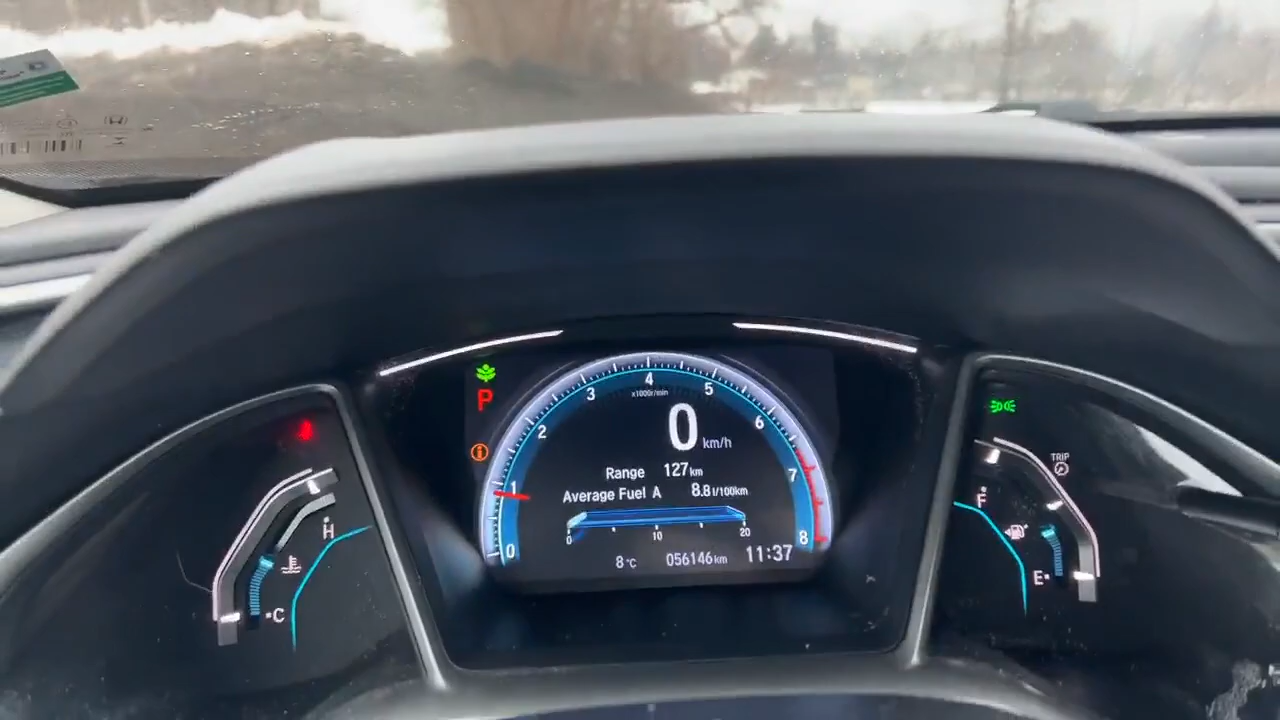 P
0
1
2
3
4
5
6
7
8
x1000r/min
0 km/h
Range 127 km
Average Fuel A 8.8 l/100km
0 10 20
8°C 056146 km 11:37
H
C
TRIP
F
E